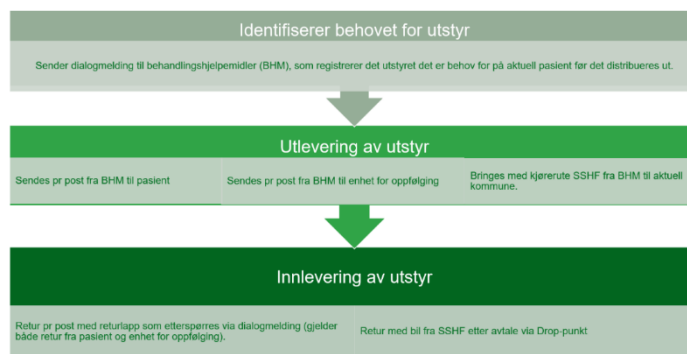 Identifiserer behovet for utstyr
Sender dialogmelding til behandlingshjelpemidler (BHM), som registrerer det utstyret det er behov for på aktuell pasient før det distribueres ut.
Utlevering av utstyr
Sendes pr post fra BHM til pasient
Sendes pr post fra BHM til enhet for oppfølging
Bringes med kjørerute SSHF fra BHM til aktuell
kommune.
Innlevering av utstyr
Retur pr post med returlapp som etterspørres via dialogmelding (gjelder
både retur fra pasient og enhet for oppfølging).
Retur med bil fra SSHF etter avtale via Drop-punkt